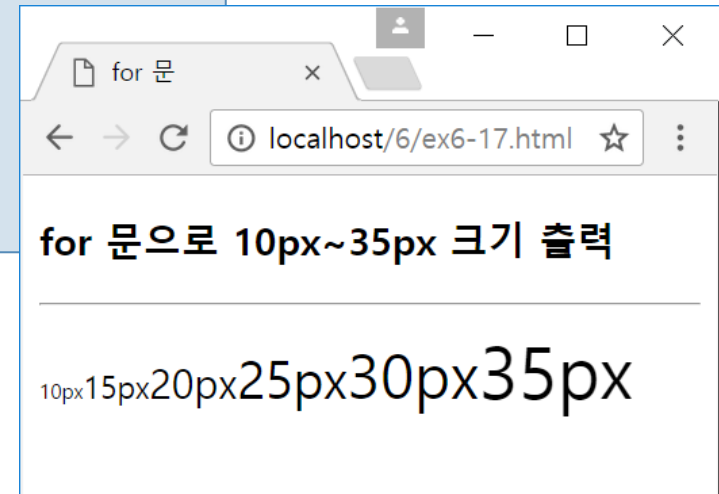 for 문
localhost/6/ex6-17.html
for 문으로 10px~35px 크기 출력
10px15px20px25px30px35px